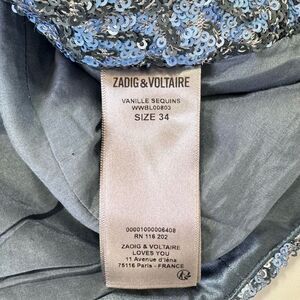 ZADIG & VOLTAIRE
VANILLE SEQUINS
WWBL00803
SIZE 34
00001000006408
RN 116 202
ZADIG & VOLTAIRE
LOVES YOU
11 Avenue d'Iéna
75116 Paris - FRANCE